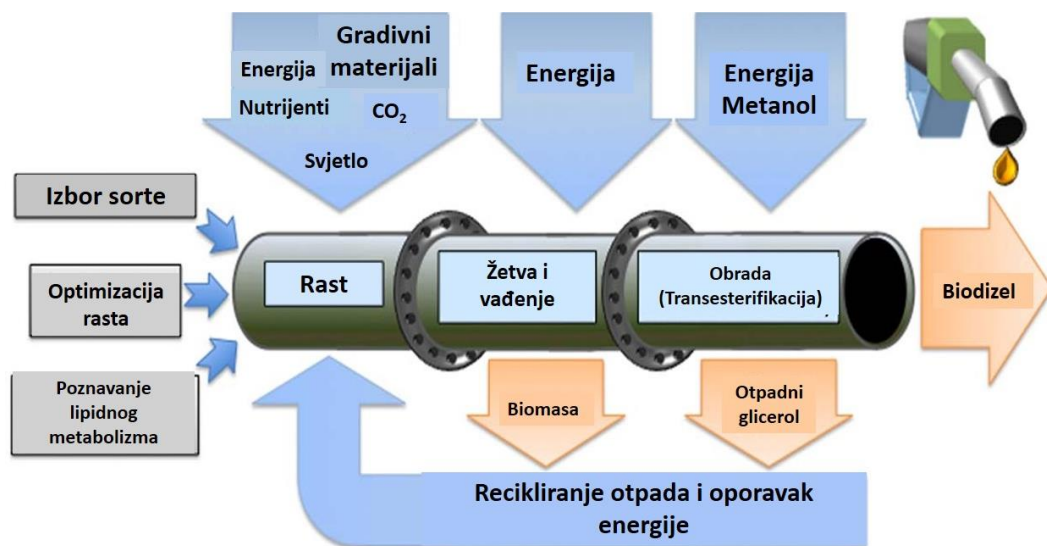 Gradivni
materijali
Energija
Nutrijenti
CO₂
Svjetlo
Energija
Energija
Metanol
Izbor sorte
Optimizacija
rasta
Poznavanje
lipidnog
metabolizma
Rast
Žetva i
vađenje
Obrada
(Transesterifikacija)
.
Biodizel
Biomasa
Otpadni
glicerol
Recikliranje otpada i oporavak
energije